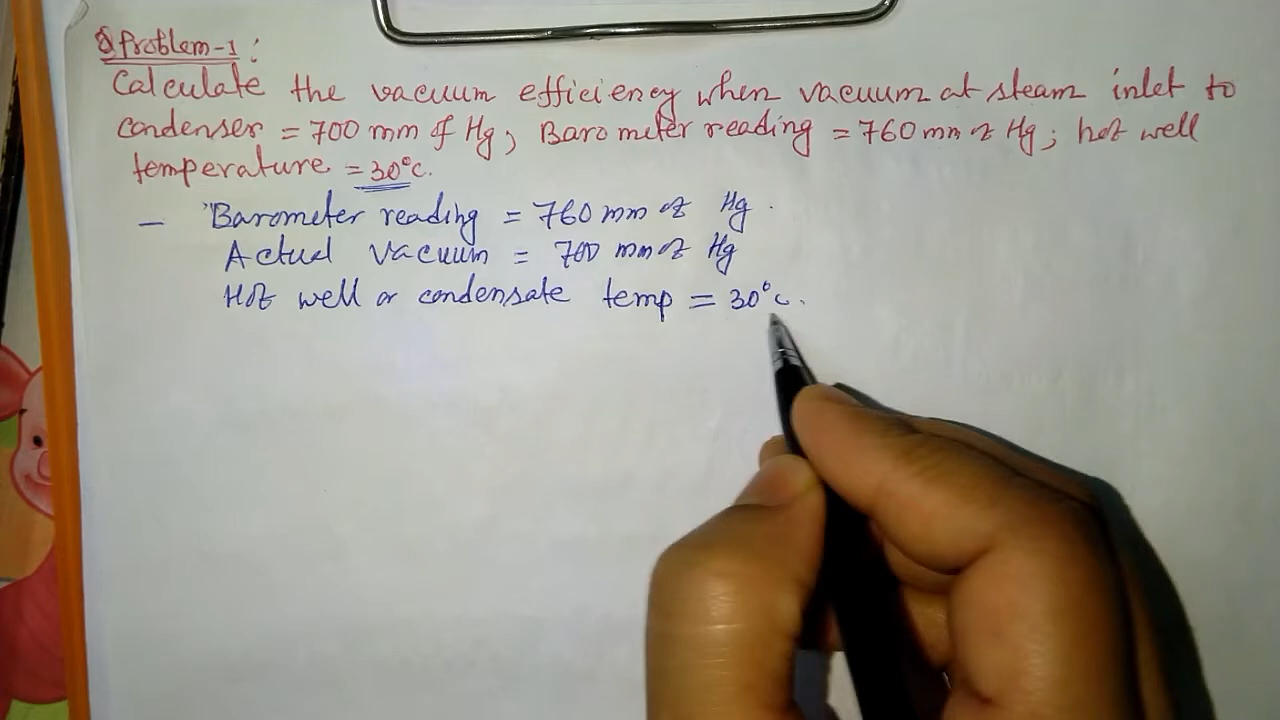 Problem-1:
Calculate the vacuum efficiency when vacuum at steam inlet to
condenser = 700 mm of Hg; Barometer reading = 760 mm of Hg; hot well
temperature = 30°C.
- Barometer reading = 760 mm of Hg.
Actual vacuum = 700 mm of Hg
Hot well or condensate temp = 30°C.